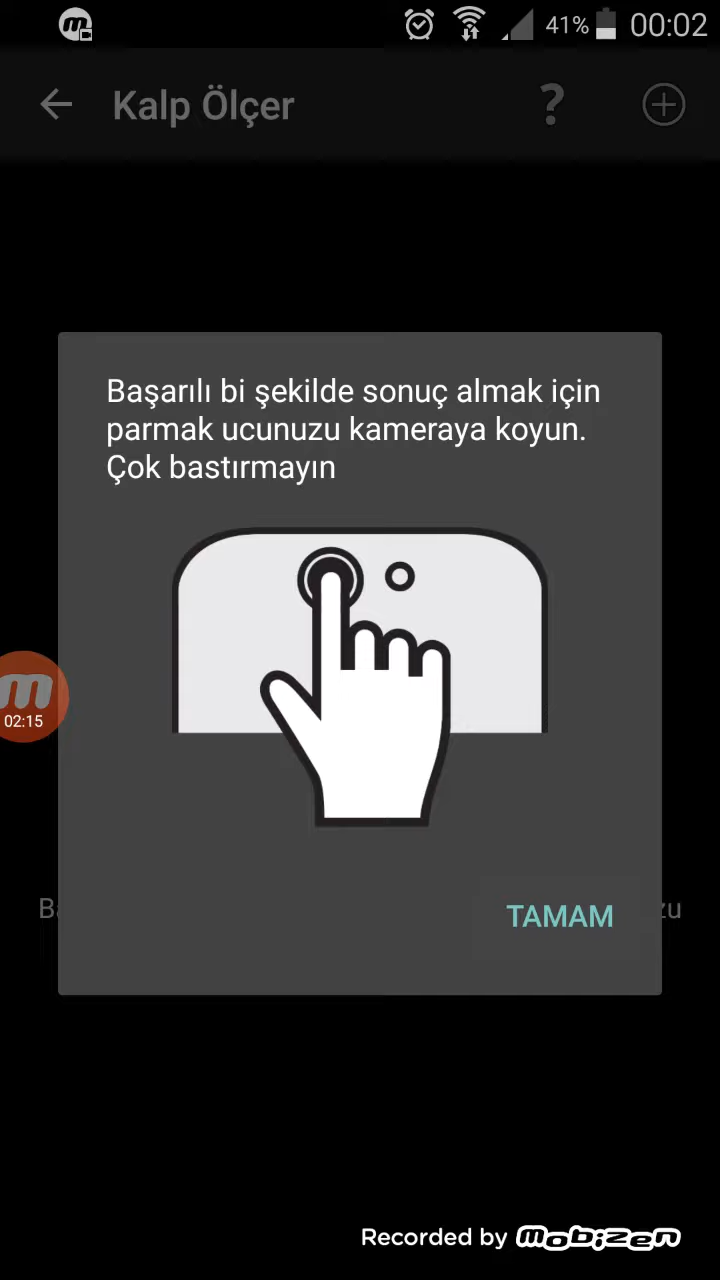 41% 00:02
Kalp Ölçer ?
Başarılı bi şekilde sonuç almak için
parmak ucunuzu kameraya koyun.
Çok bastırmayın
m
02:15
TAMAM
Recorded by mobizen